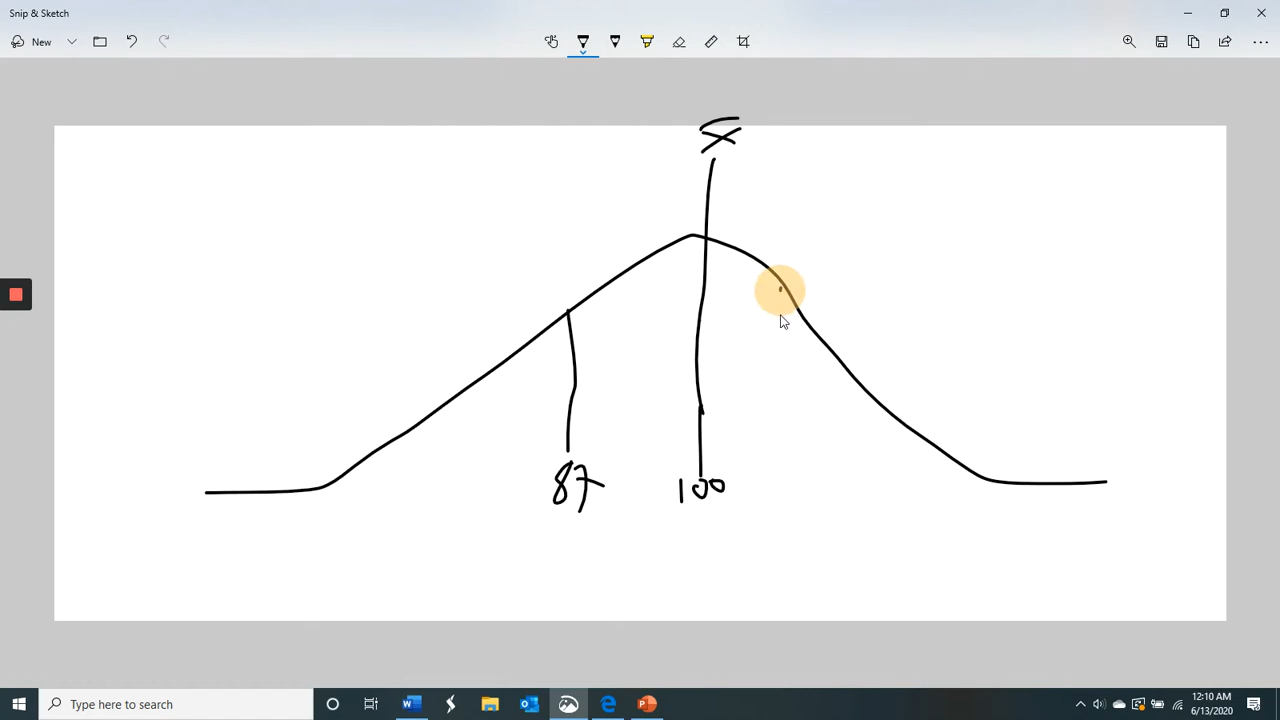 Snip & Sketch
New
x̄
87
100
Type here to search
12:10 AM
6/13/2020